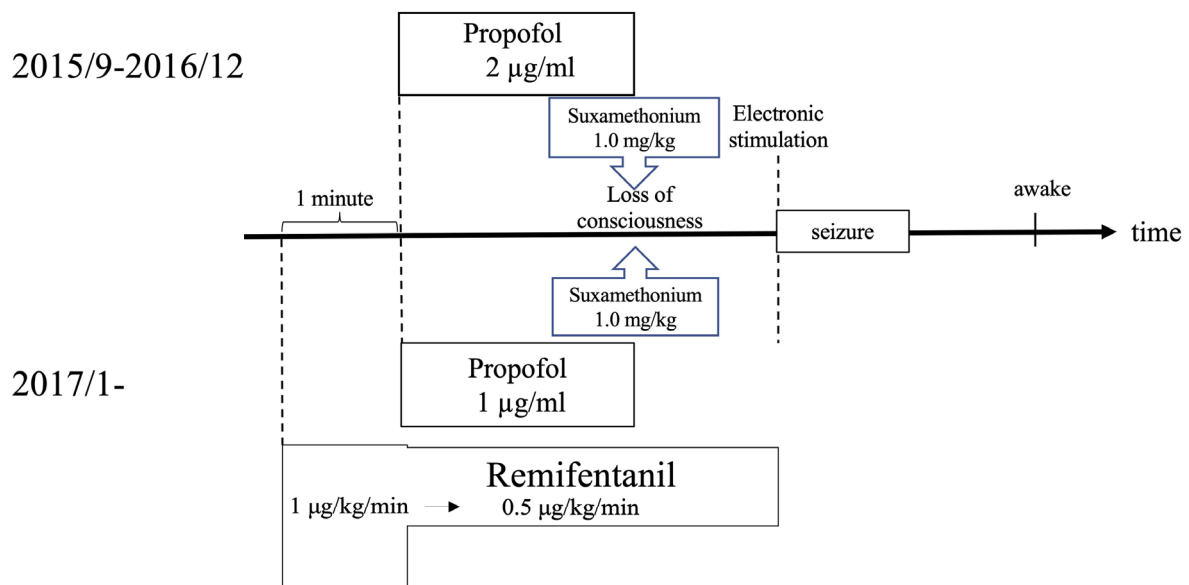 2015/9-2016/12
Propofol
2 µg/ml
Suxamethonium
1.0 mg/kg
Electronic
stimulation
1 minute
Loss of
consciousness
seizure
awake
time
Suxamethonium
1.0 mg/kg
2017/1-
Propofol
1 µg/ml
Remifentanil
1 µg/kg/min
0.5 µg/kg/min